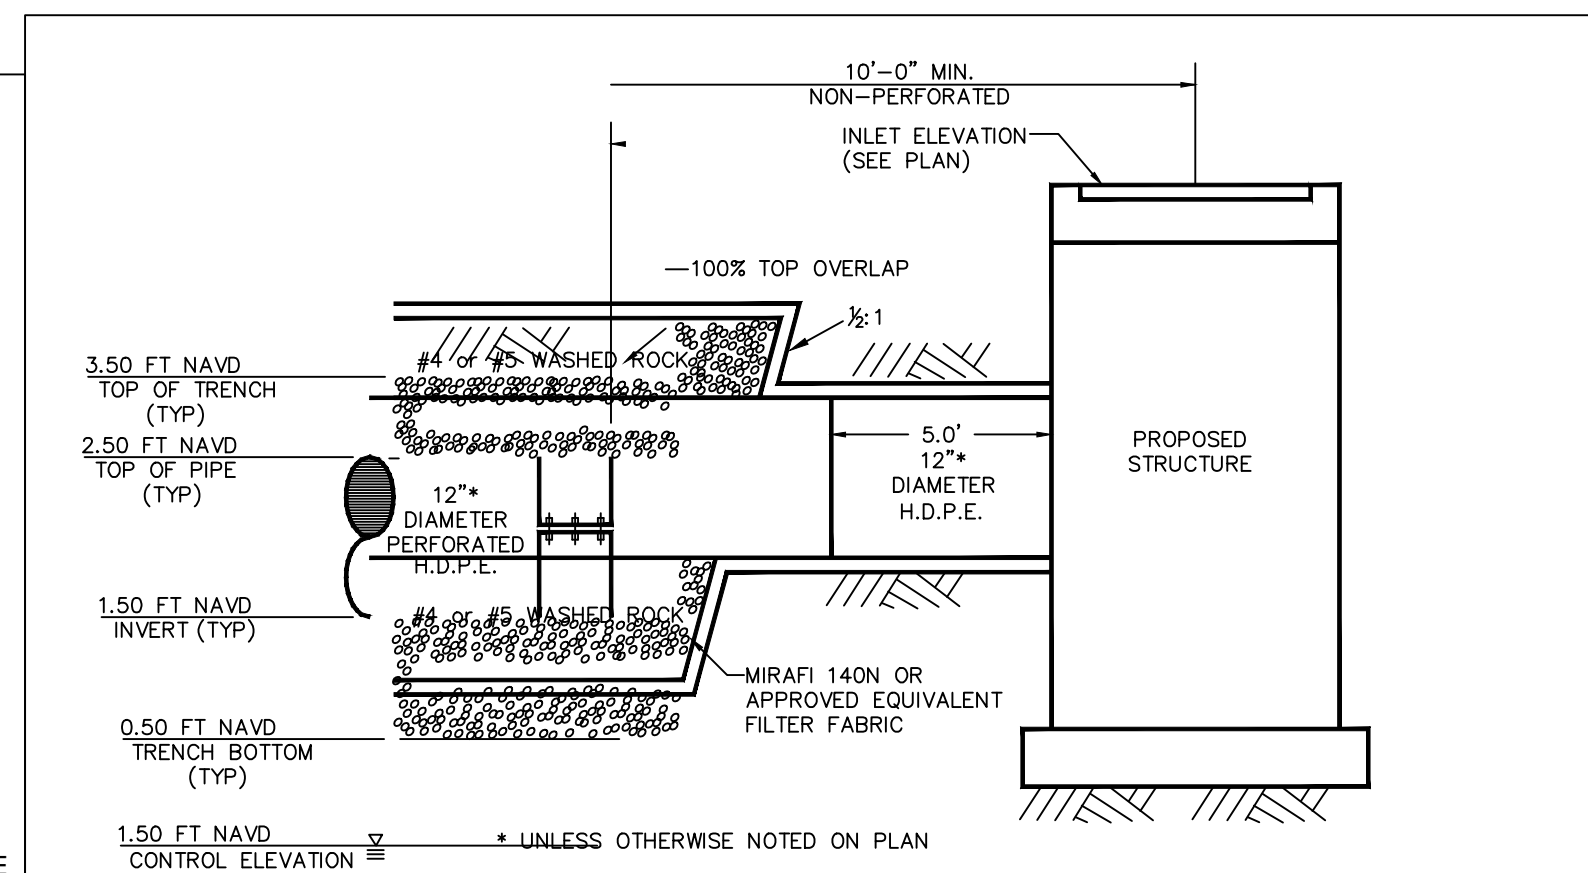 10'-0" MIN.
NON-PERFORATED
INLET ELEVATION
(SEE PLAN)
100% TOP OVERLAP
½:1
#4 or #5 WASHED ROCK
3.50 FT NAVD
TOP OF TRENCH
(TYP)
2.50 FT NAVD
TOP OF PIPE
(TYP)
12"*
DIAMETER
PERFORATED
H.D.P.E.
5.0'
12"*
DIAMETER
H.D.P.E.
PROPOSED
STRUCTURE
1.50 FT NAVD
INVERT (TYP)
#4 or #5 WASHED ROCK
MIRAFI 140N OR
APPROVED EQUIVALENT
FILTER FABRIC
0.50 FT NAVD
TRENCH BOTTOM
(TYP)
1.50 FT NAVD
CONTROL ELEVATION
* UNLESS OTHERWISE NOTED ON PLAN